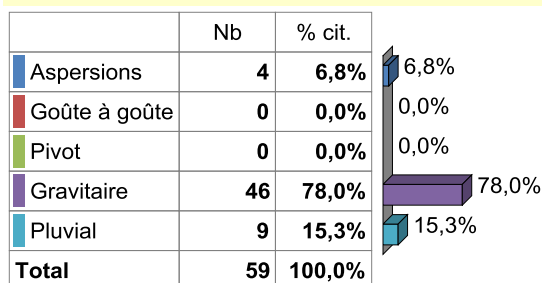 Nb % cit.
Aspersions 4 6,8% 6,8%
Goûte à goûte 0 0,0% 0,0%
Pivot 0 0,0% 0,0%
Gravitaire 46 78,0% 78,0%
Pluvial 9 15,3% 15,3%
Total 59 100,0%